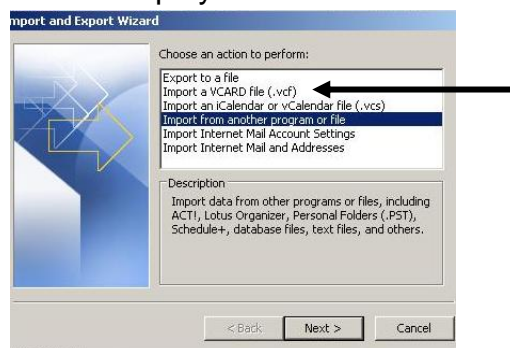 mport and Export Wizard
Choose an action to perform:
Export to a file
Import a VCARD file (.vcf)
Import an iCalendar or vCalendar file (.vcs)
Import from another program or file
Import Internet Mail Account Settings
Import Internet Mail and Addresses
Description
Import data from other programs or files, including
ACT!, Lotus Organizer, Personal Folders (.PST),
Schedule+, database files, text files, and others.
< Back
Next >
Cancel